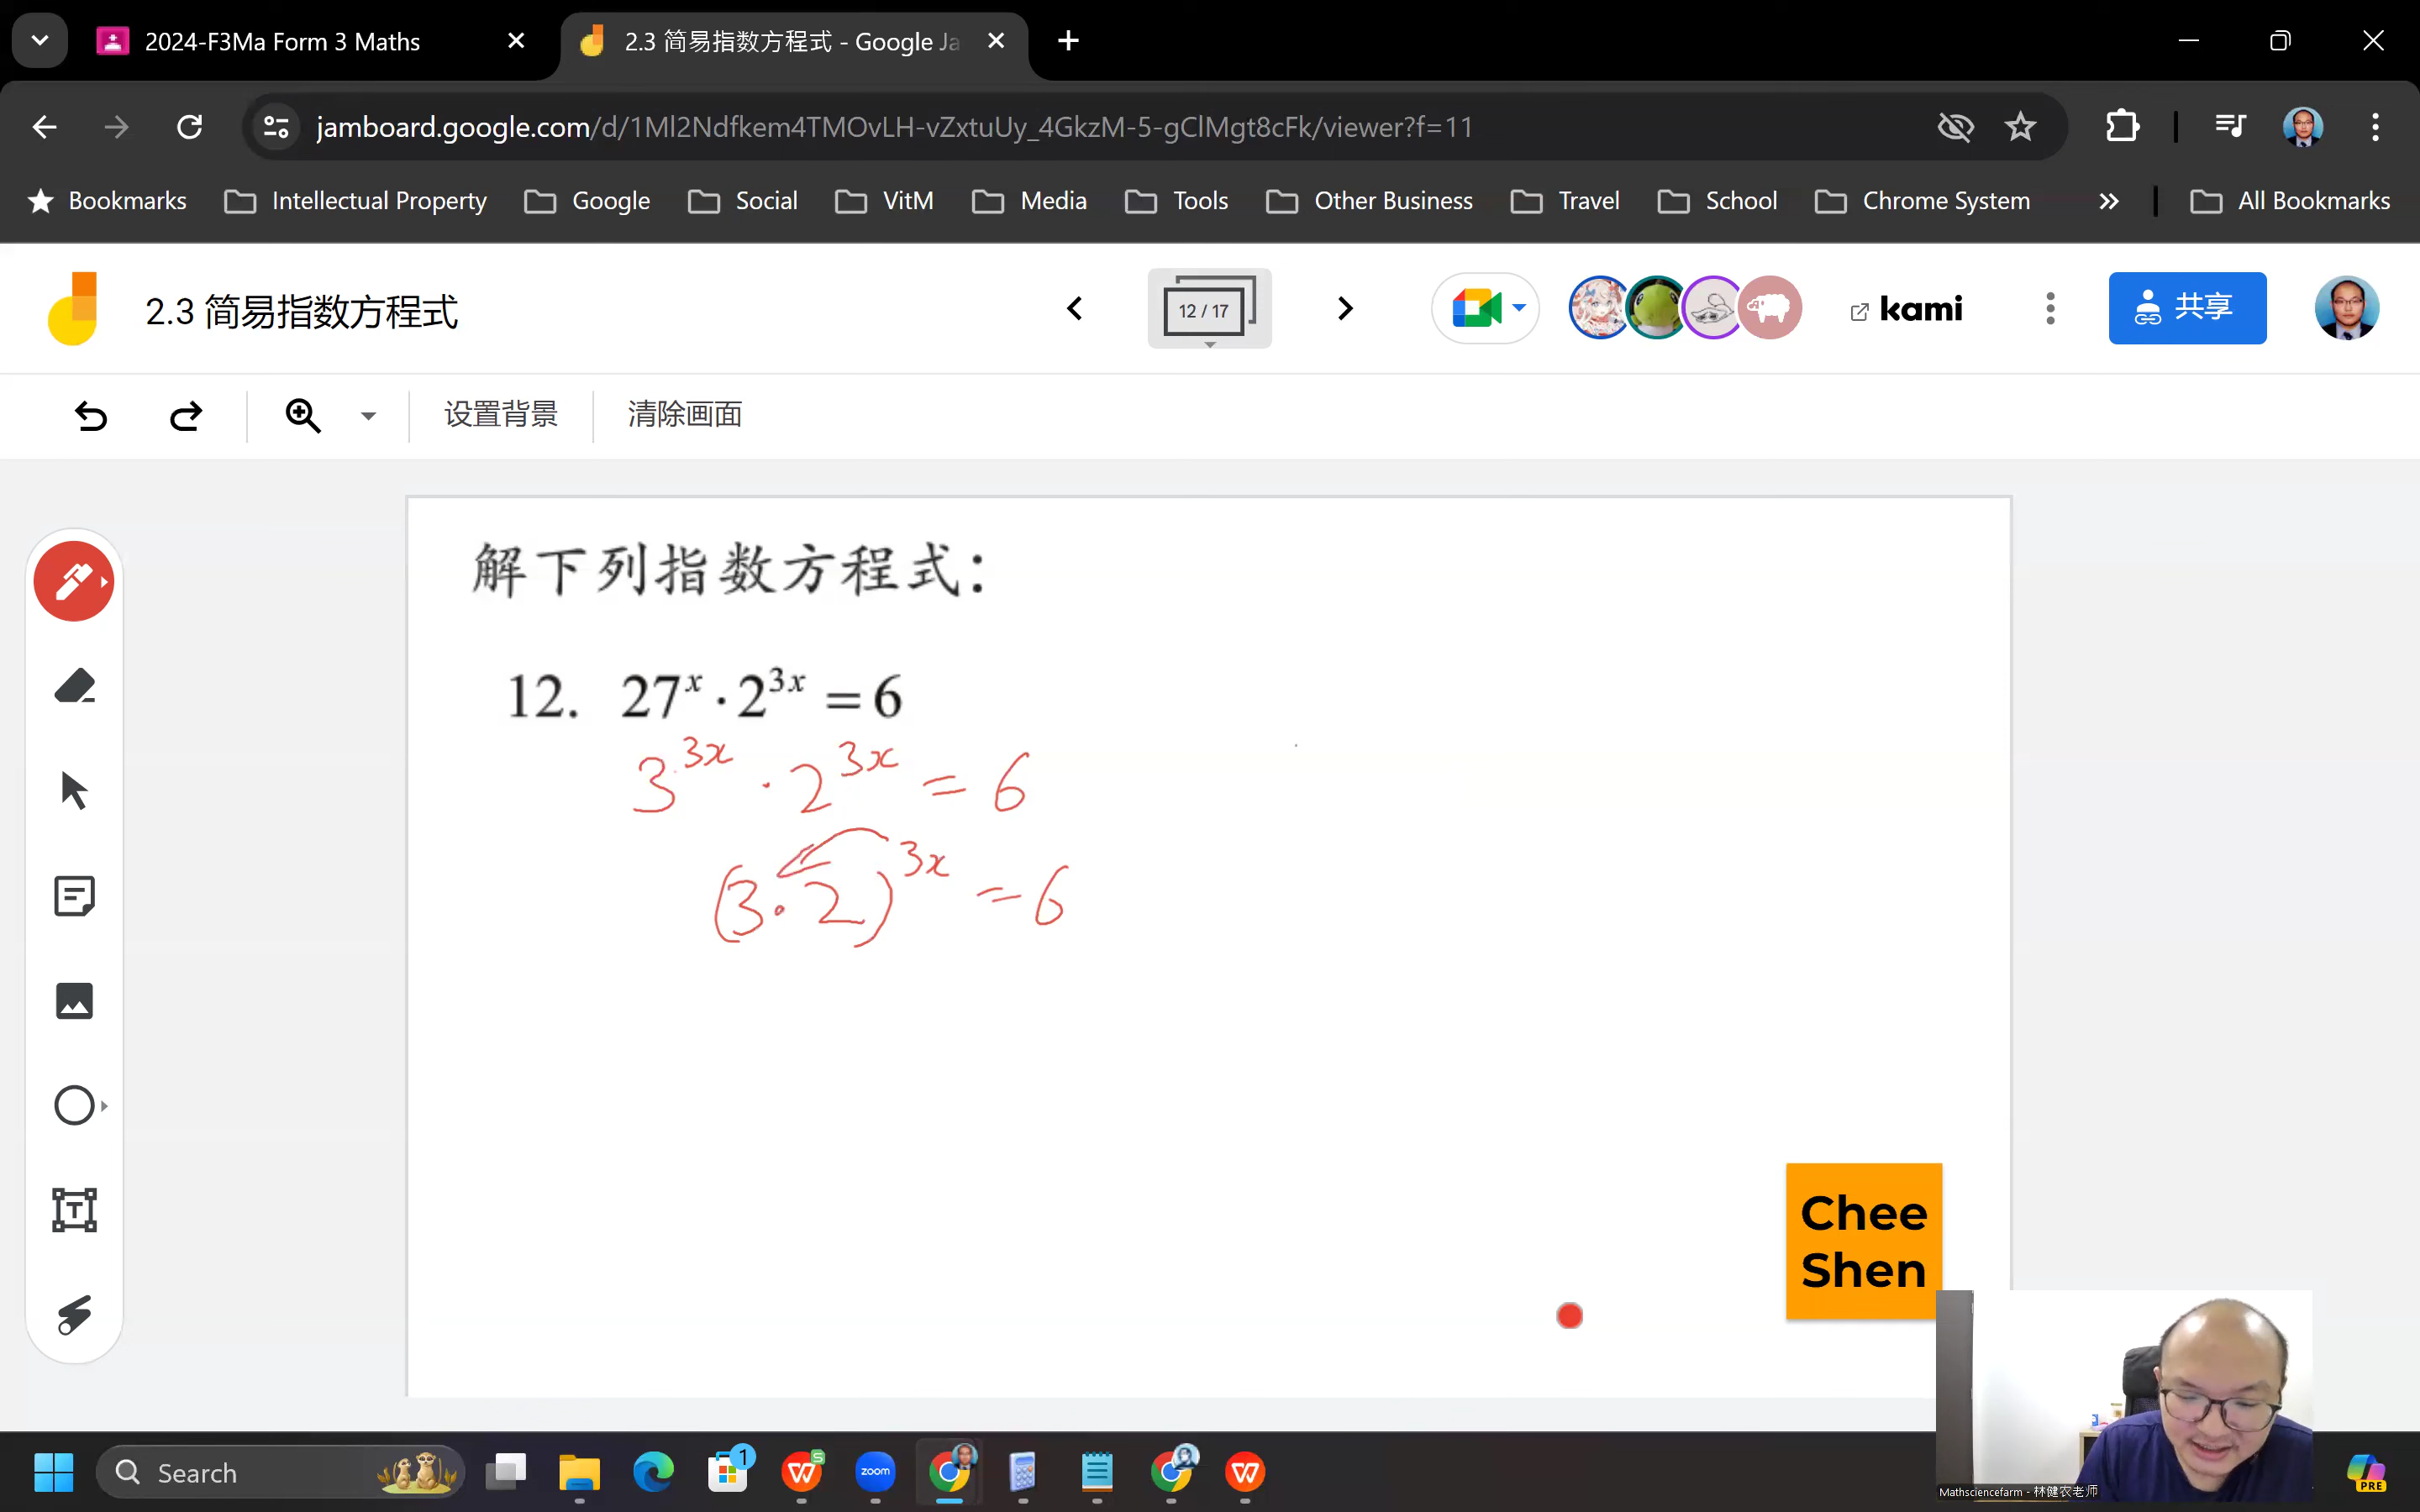 2024-F3Ma Form 3 Maths
2.3 简易指数方程式 - Google Ja
jamboard.google.com/d/1Ml2Ndfkem4TMOvLH-vZxtuUy_4GkzM-5-gClMgt8cFk/viewer?f=11
Bookmarks Intellectual Property Google Social VitM Media Tools Other Business Travel School Chrome System All Bookmarks
2.3 简易指数方程式
12 / 17
kami
共享
设置背景 清除画面
解下列指数方程式：
12. 27^x · 2^{3x} = 6
3^{3x} · 2^{3x} = 6
(3 · 2)^{3x} = 6
Chee
Shen
Mathsciencefarm - 林健农老师
Search
1
S
zoom
PRE